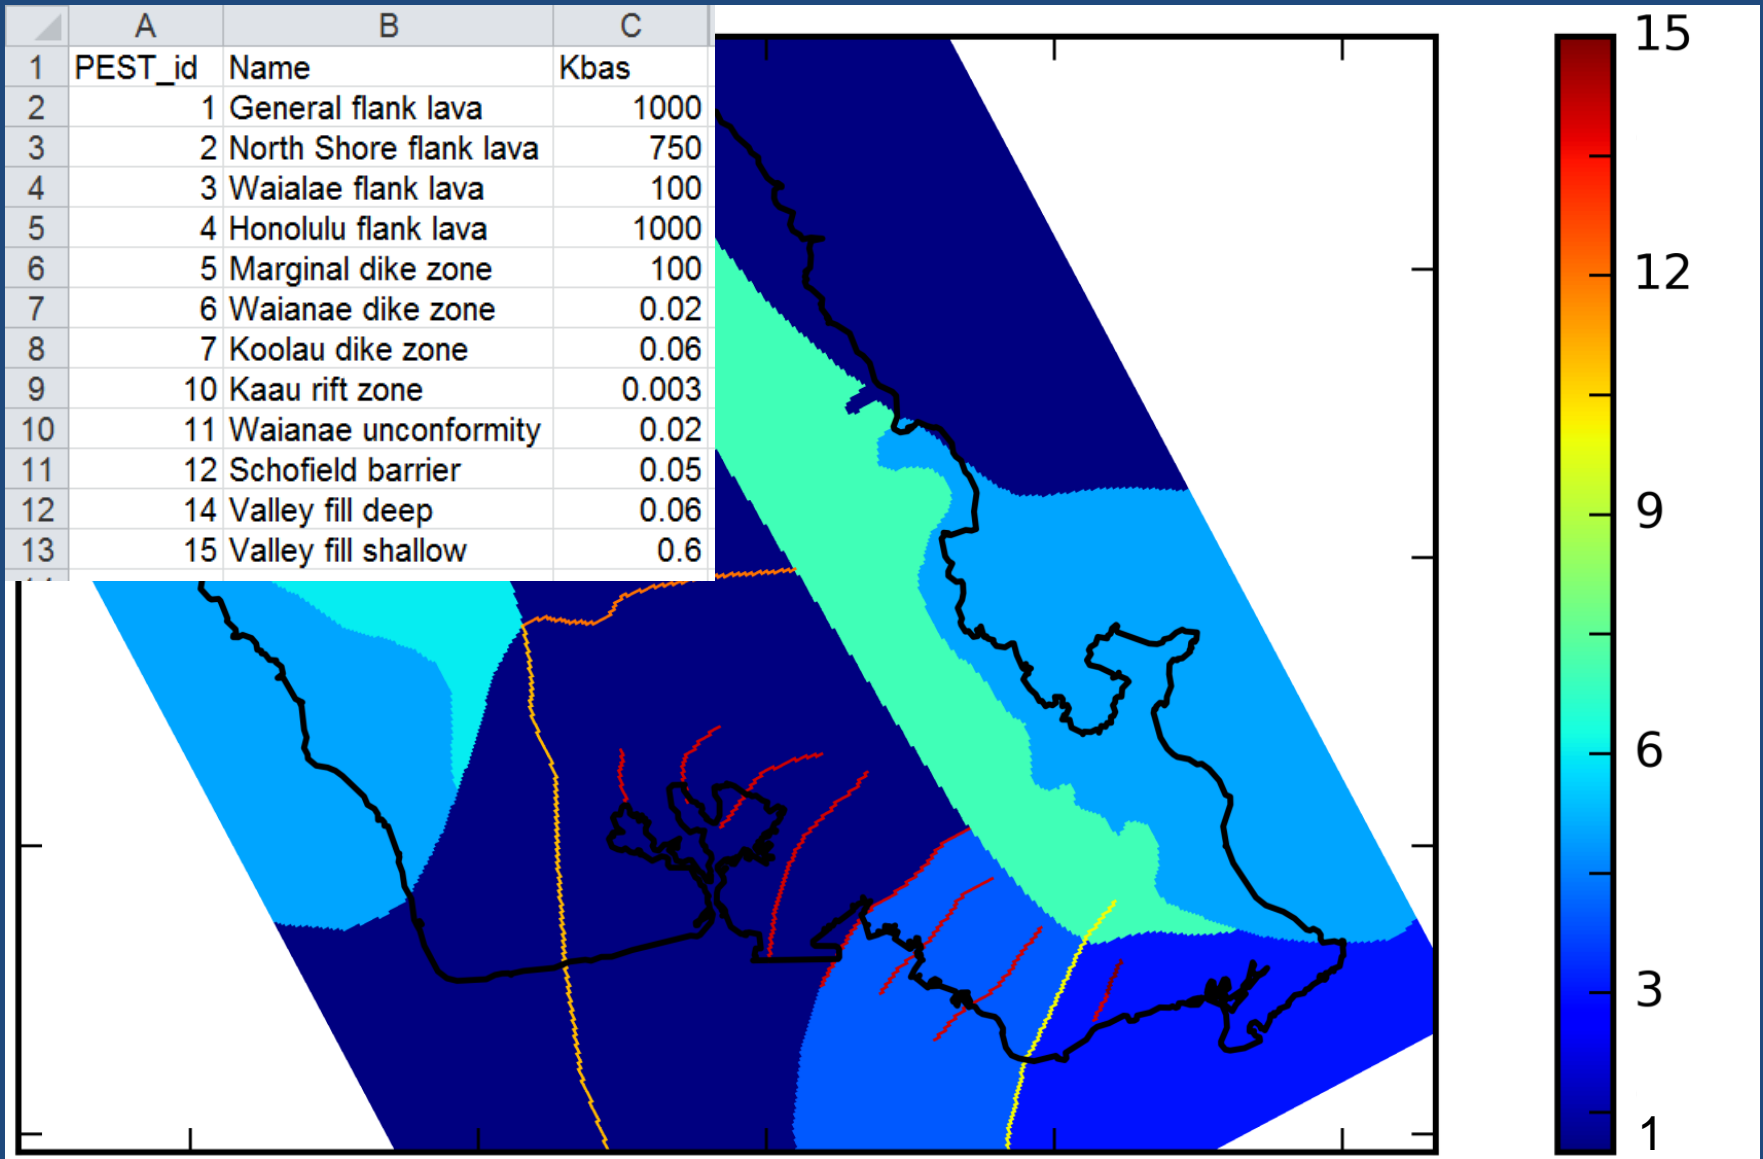 A B C
1 PEST_id Name Kbas
2 1 General flank lava 1000
3 2 North Shore flank lava 750
4 3 Waialae flank lava 100
5 4 Honolulu flank lava 1000
6 5 Marginal dike zone 100
7 6 Waianae dike zone 0.02
8 7 Koolau dike zone 0.06
9 10 Kaau rift zone 0.003
10 11 Waianae unconformity 0.02
11 12 Schofield barrier 0.05
12 14 Valley fill deep 0.06
13 15 Valley fill shallow 0.6
15
12
9
6
3
1